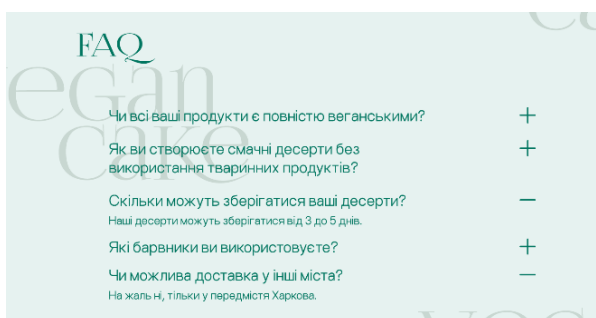 FAQ
vegan
cake
Чи всі ваші продукти є повністю веганськими?
Як ви створюєте смачні десерти без
використання тваринних продуктів?
Скільки можуть зберігатися ваші десерти?
Наші десерти можуть зберігатися від 3 до 5 днів.
Які барвники ви використовуєте?
Чи можлива доставка у інші міста?
На жаль ні, тільки у передмістя Харкова.